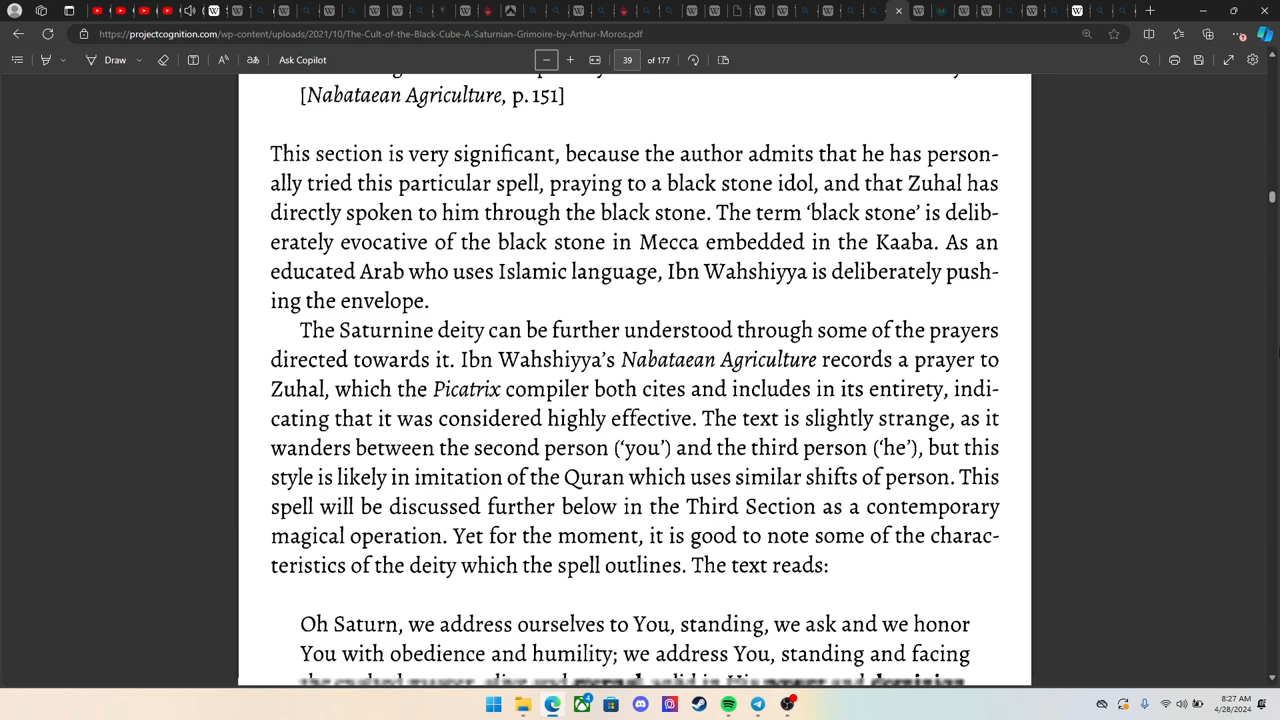 https://projectcognition.com/wp-content/uploads/2021/10/The-Cult-of-the-Black-Cube-A-Saturnian-Grimoire-by-Arthur-Moros.pdf
Draw
Ask Copilot
39 of 177
[Nabataean Agriculture, p. 151]
This section is very significant, because the author admits that he has person-
ally tried this particular spell, praying to a black stone idol, and that Zuhal has
directly spoken to him through the black stone. The term ‘black stone’ is delib-
erately evocative of the black stone in Mecca embedded in the Kaaba. As an
educated Arab who uses Islamic language, Ibn Wahshiyya is deliberately push-
ing the envelope.
The Saturnine deity can be further understood through some of the prayers
directed towards it. Ibn Wahshiyya’s Nabataean Agriculture records a prayer to
Zuhal, which the Picatrix compiler both cites and includes in its entirety, indi-
cating that it was considered highly effective. The text is slightly strange, as it
wanders between the second person (‘you’) and the third person (‘he’), but this
style is likely in imitation of the Quran which uses similar shifts of person. This
spell will be discussed further below in the Third Section as a contemporary
magical operation. Yet for the moment, it is good to note some of the charac-
teristics of the deity which the spell outlines. The text reads:
Oh Saturn, we address ourselves to You, standing, we ask and we honor
You with obedience and humility; we address You, standing and facing
the exalted master, alive and eternal, solid in His power and dominion
8:27 AM
4/28/2024